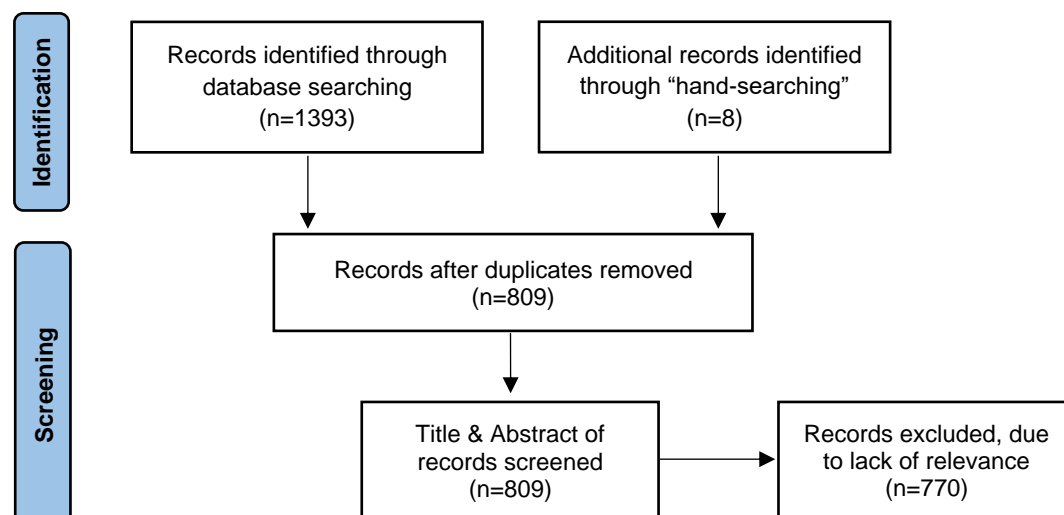 Identification
Records identified through
database searching
(n=1393)
Additional records identified
through “hand-searching”
(n=8)
Screening
Records after duplicates removed
(n=809)
Title & Abstract of
records screened
(n=809)
Records excluded, due
to lack of relevance
(n=770)